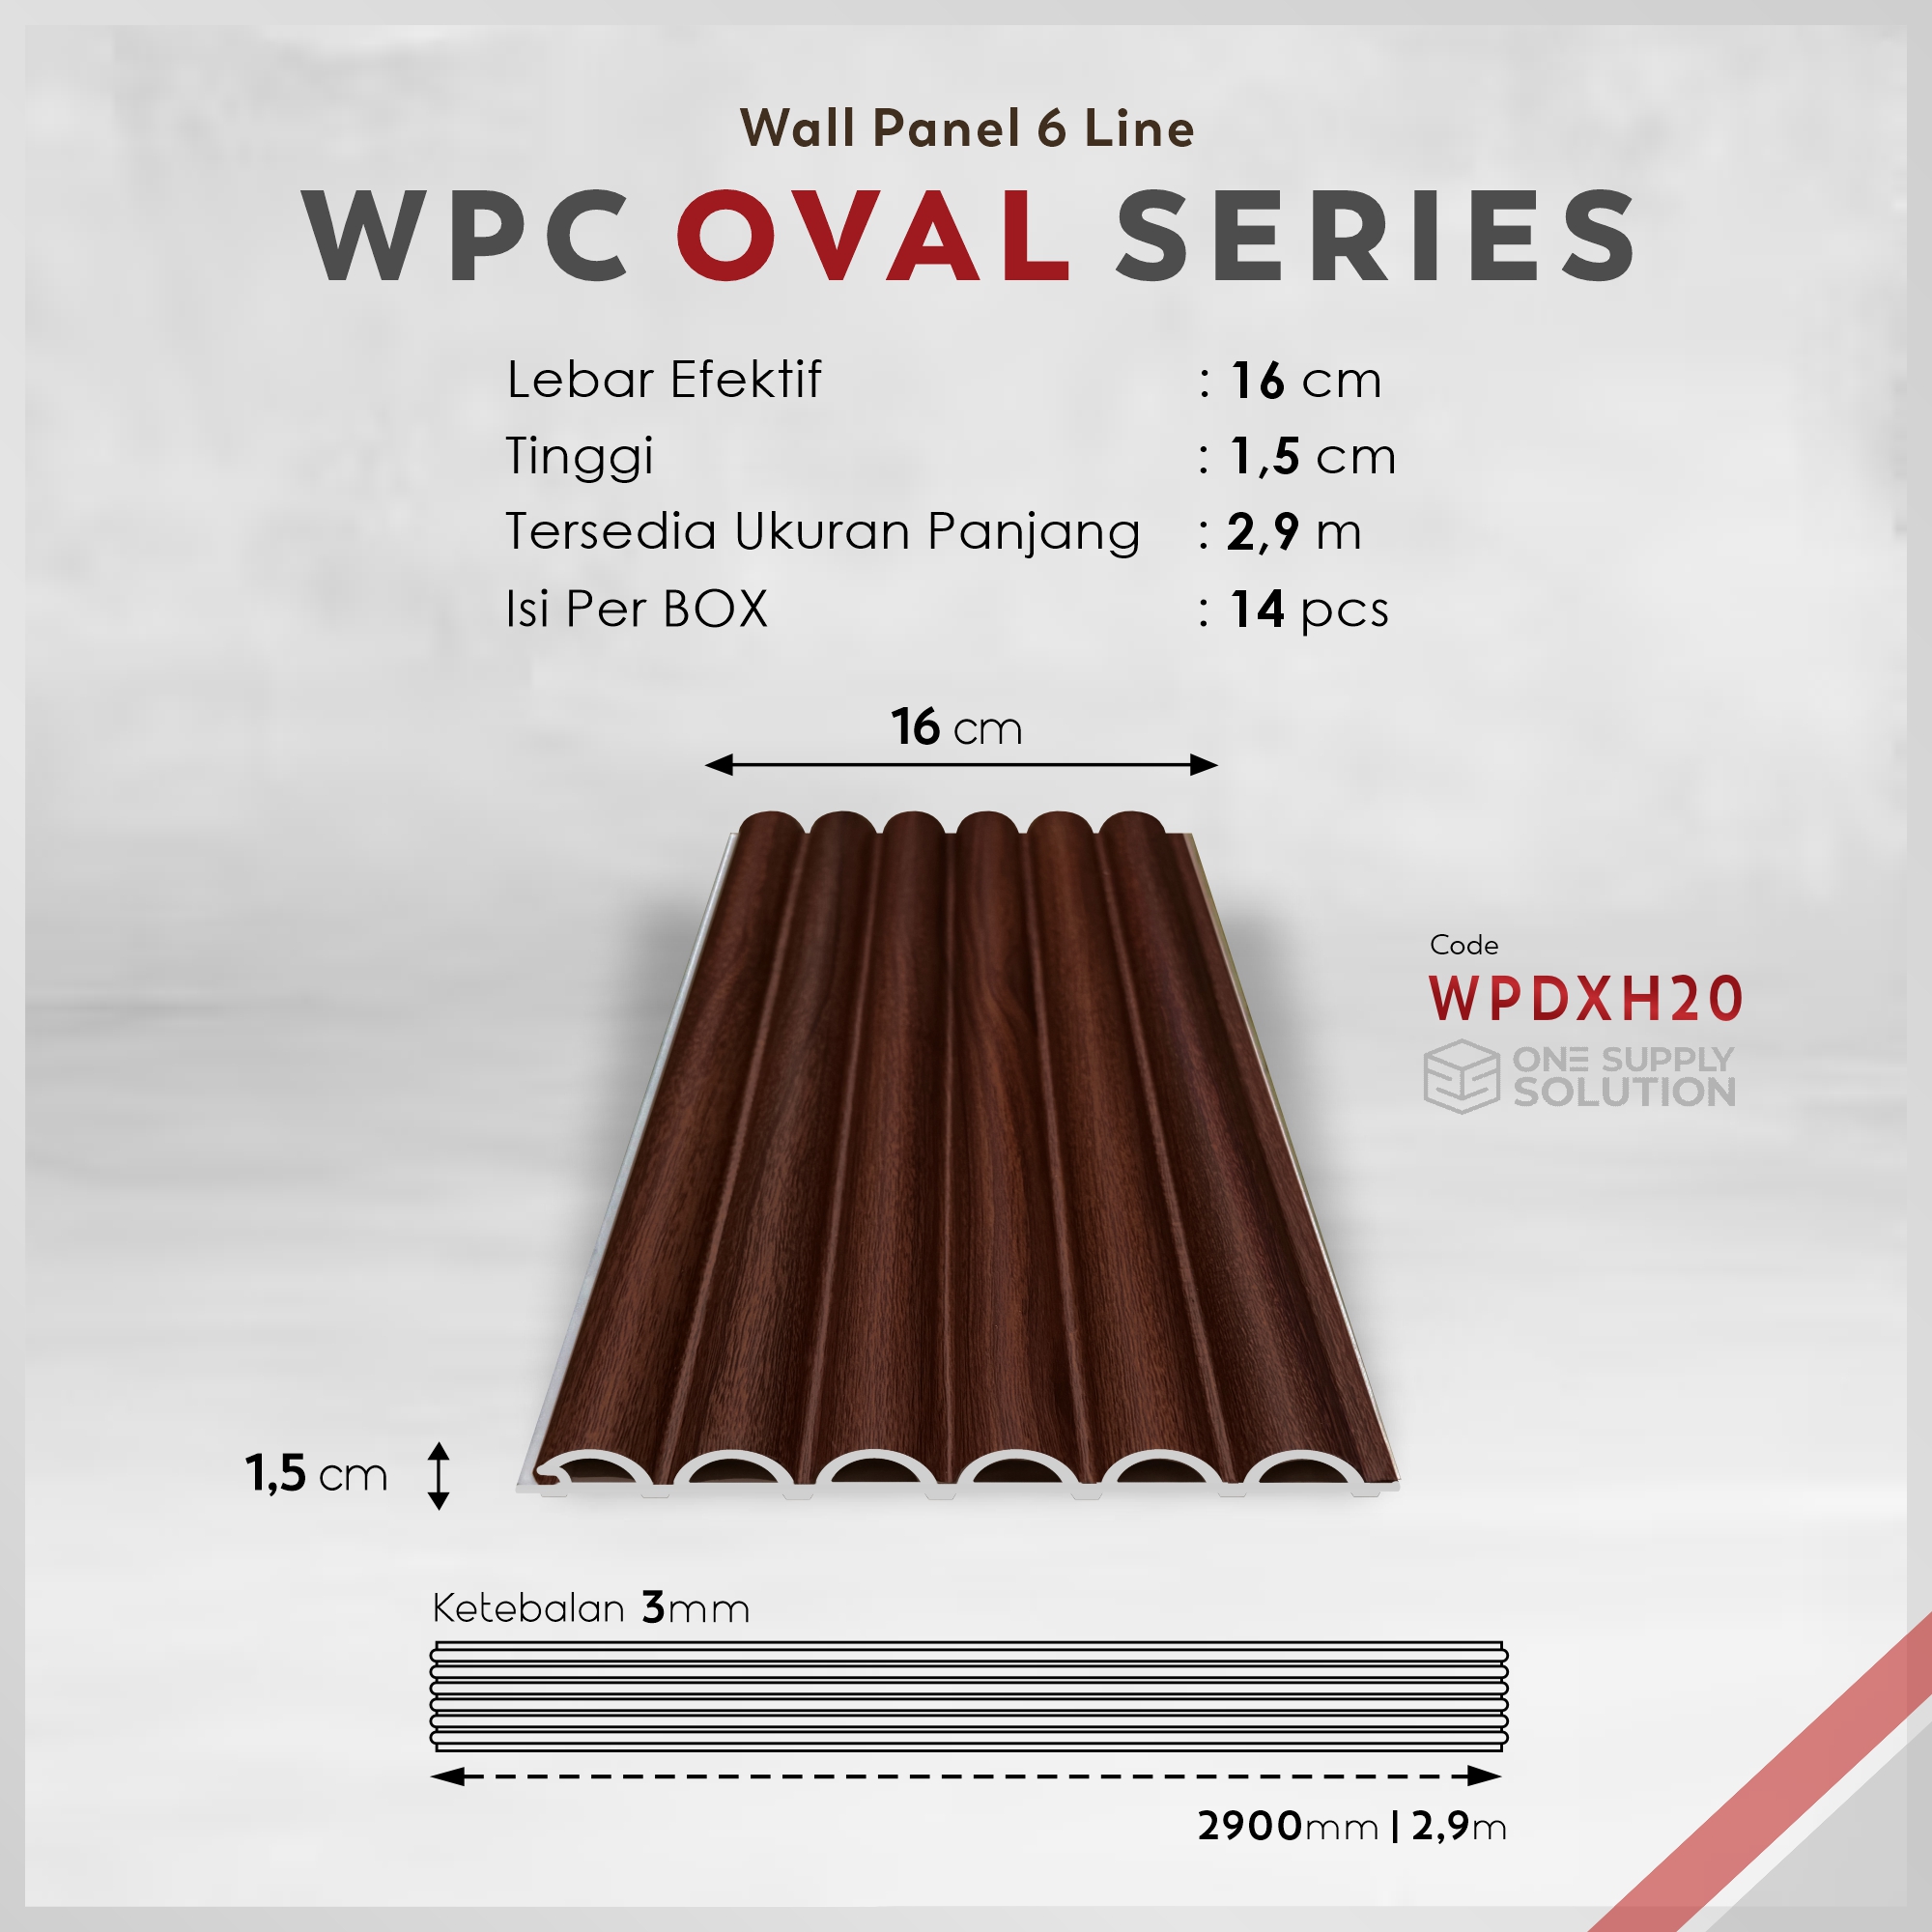 Wall Panel 6 Line
WPC OVAL SERIES
Lebar Efektif : 16 cm
Tinggi : 1,5 cm
Tersedia Ukuran Panjang : 2,9 m
Isi Per BOX : 14 pcs
16 cm
Code
WPDXH20
ONE SUPPLY
SOLUTION
1,5 cm
Ketebalan 3mm
2900mm | 2,9m